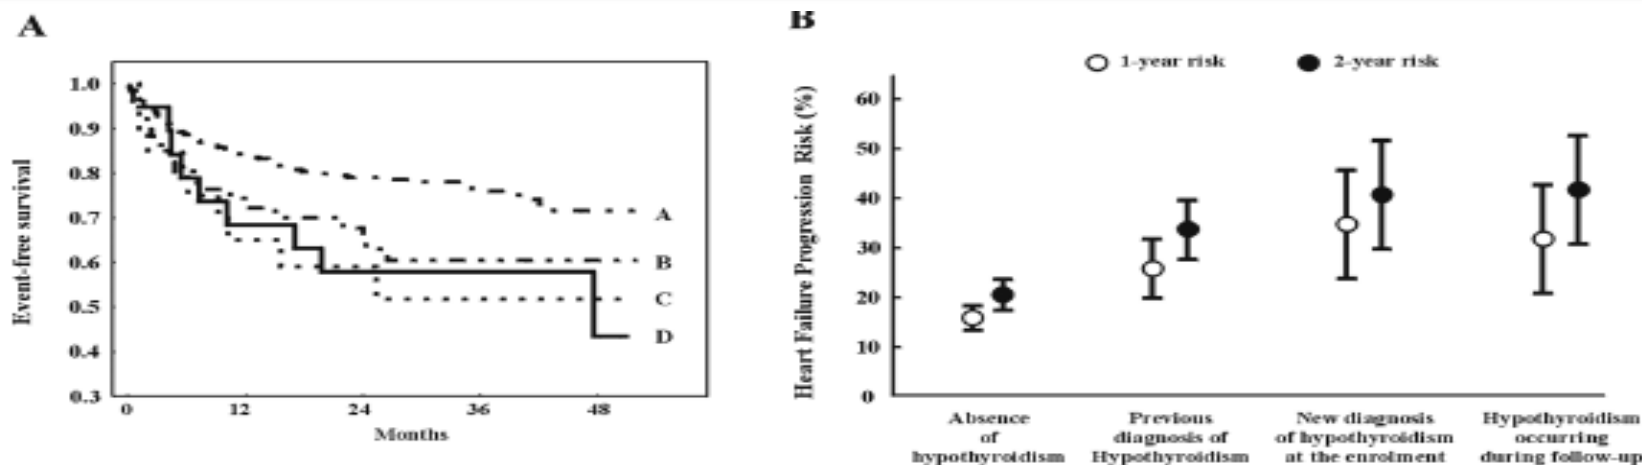 A
Event-free survival
1.0
0.9
0.8
0.7
0.6
0.5
0.4
0.3
0 12 24 36 48
Months
A
B
C
D
B
1-year risk 2-year risk
Heart Failure Progression Risk (%)
60
50
40
30
20
10
0
Absence
of
hypothyroidism
Previous
diagnosis of
Hypothyroidism
New diagnosis
of hypothyroidism
at the enrolment
Hypothyroidism
occurring
during follow-up